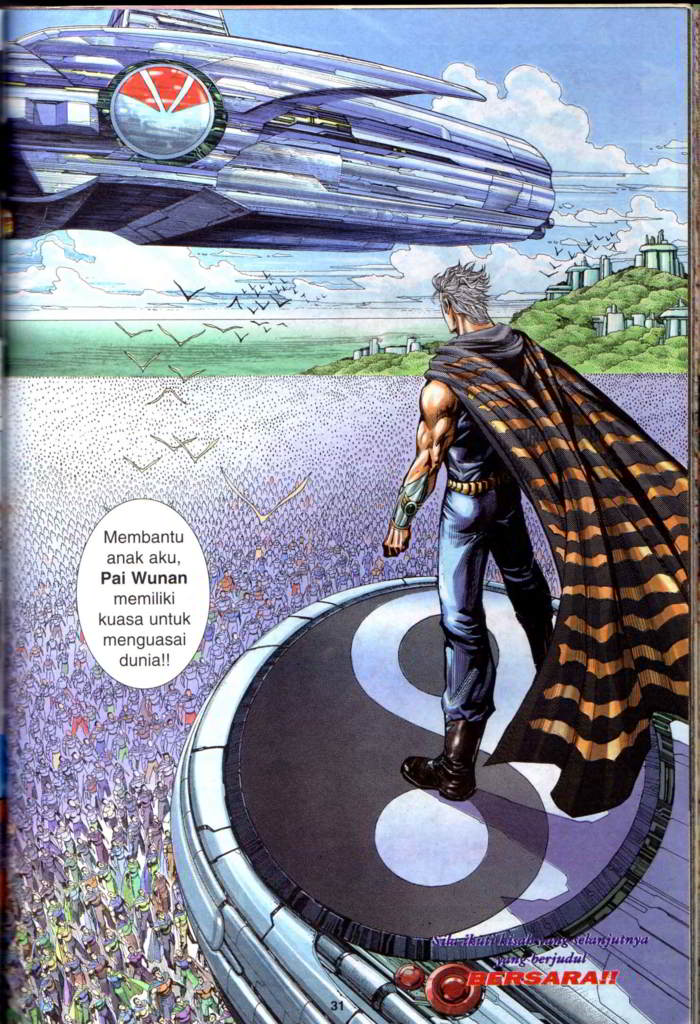 Membantu
anak aku,
Pai Wunan
memiliki
kuasa untuk
menguasai
dunia!!
Sila ikuti kisah yang selanjutnya
yang berjudul
BERSARA!!
31